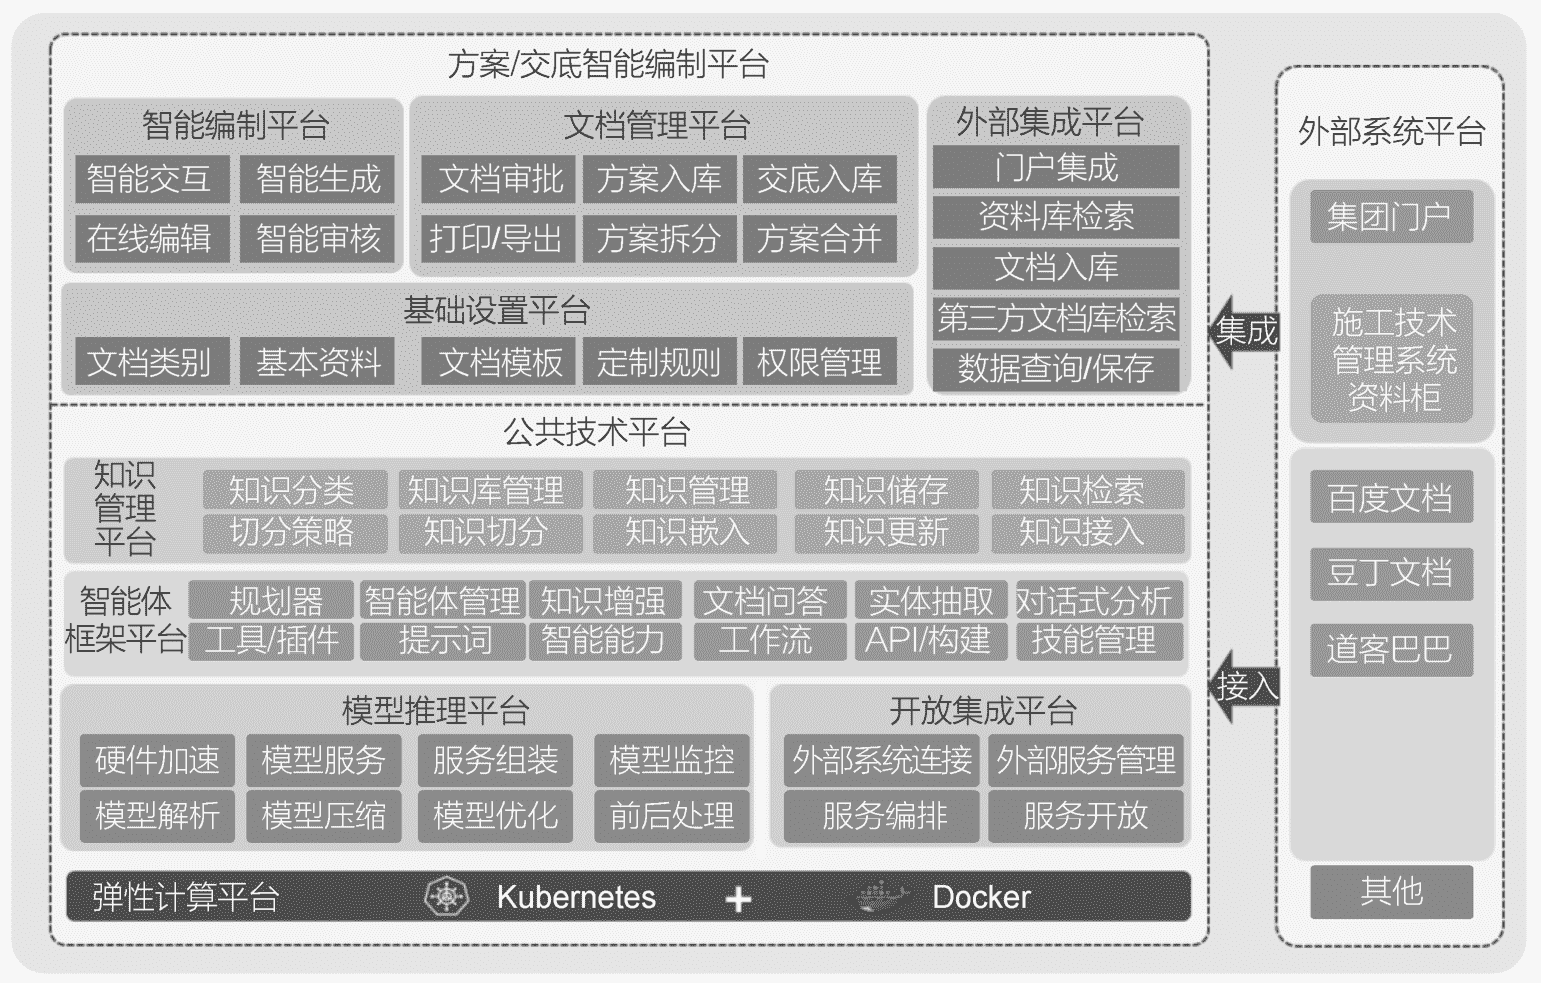 方案/交底智能编制平台
智能编制平台
智能交互
智能生成
在线编辑
智能审核
文档管理平台
文档审批
方案入库
交底入库
打印/导出
方案拆分
方案合并
外部集成平台
门户集成
资料库检索
文档入库
第三方文档库检索
数据查询/保存
基础设置平台
文档类别
基本资料
文档模板
定制规则
权限管理
公共技术平台
知识
管理
平台
知识分类
知识库管理
知识管理
知识储存
知识检索
切分策略
知识切分
知识嵌入
知识更新
知识接入
智能体
框架平台
规划器
智能体管理
知识增强
文档问答
实体抽取
对话式分析
工具/插件
提示词
智能能力
工作流
API/构建
技能管理
模型推理平台
硬件加速
模型服务
服务组装
模型监控
模型解析
模型压缩
模型优化
前后处理
开放集成平台
外部系统连接
外部服务管理
服务编排
服务开放
弹性计算平台
Kubernetes
+
Docker
集成
接入
外部系统平台
集团门户
施工技术
管理系统
资料柜
百度文档
豆丁文档
道客巴巴
其他